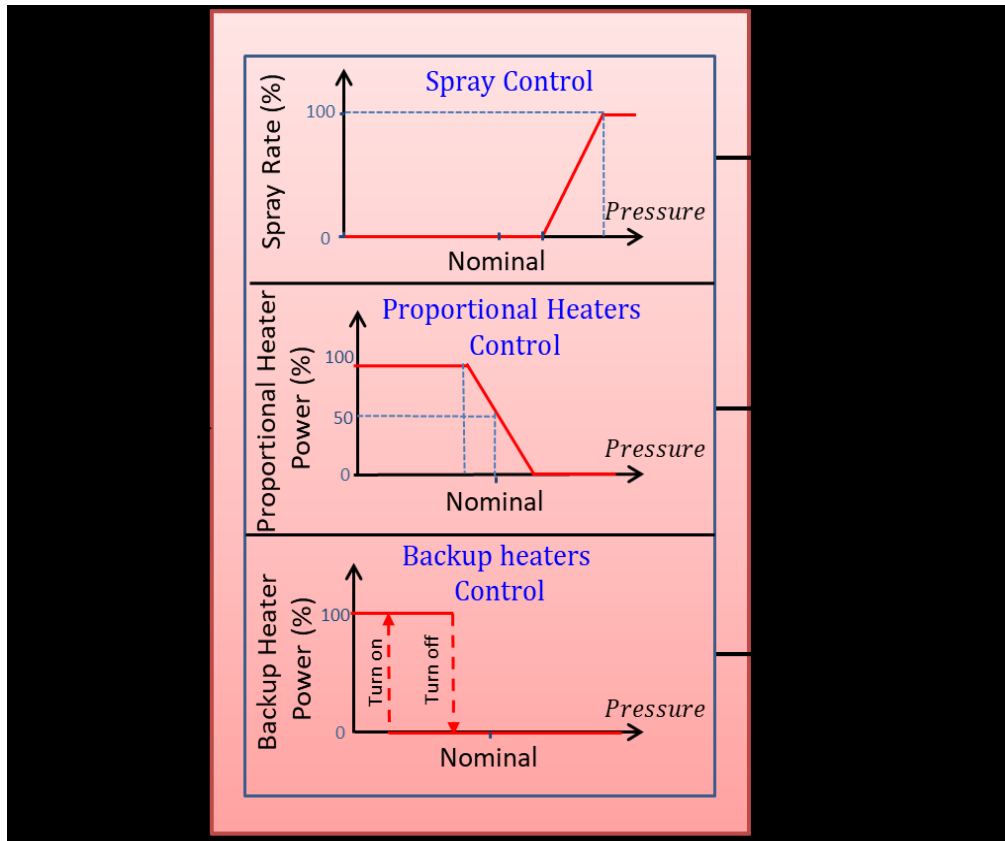 Spray Control
Spray Rate (%)
100
0
Pressure
Nominal
Proportional Heaters
Control
Proportional Heater
Power (%)
100
50
0
Pressure
Nominal
Backup heaters
Control
Backup Heater
Power (%)
100
0
Turn on
Turn off
Pressure
Nominal